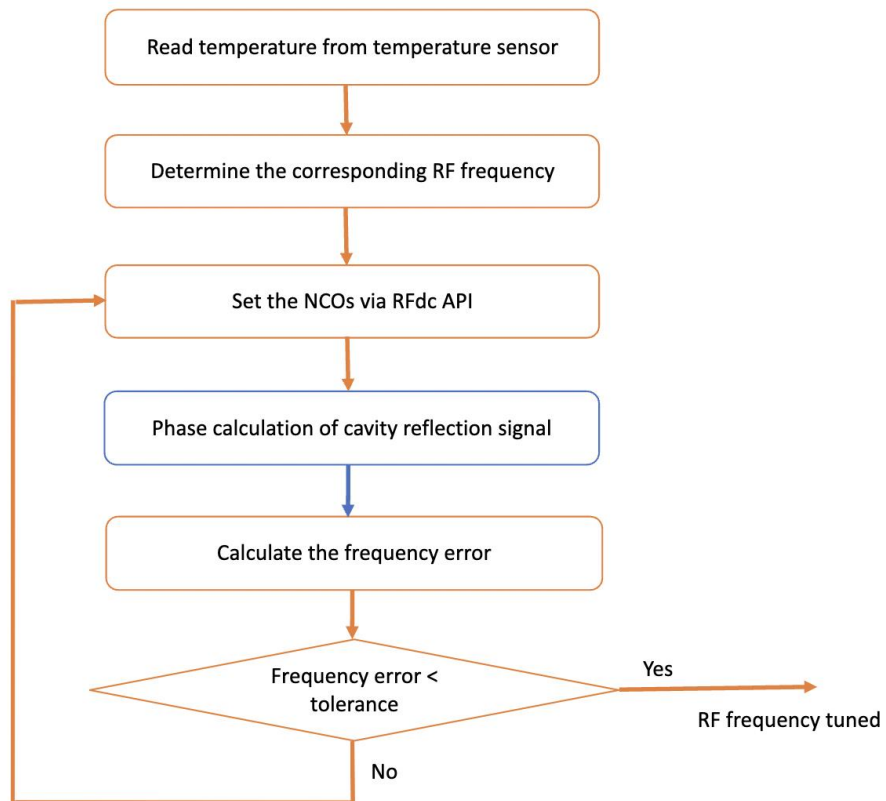 Read temperature from temperature sensor
Determine the corresponding RF frequency
Set the NCOs via RFdc API
Phase calculation of cavity reflection signal
Calculate the frequency error
Frequency error <
tolerance
Yes
RF frequency tuned
No